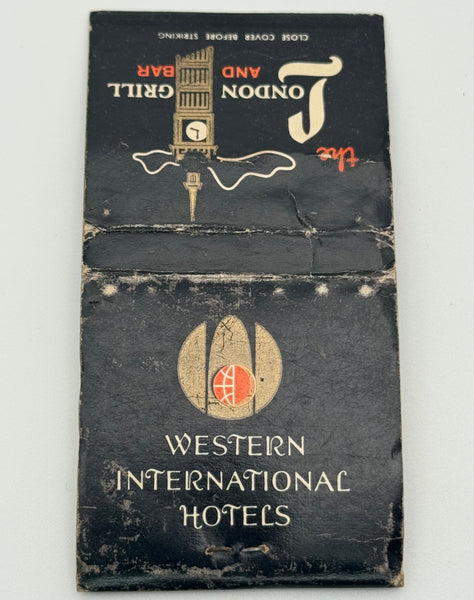 the
LONDON GRILL
AND BAR
CLOSE COVER BEFORE STRIKING
WESTERN
INTERNATIONAL
HOTELS